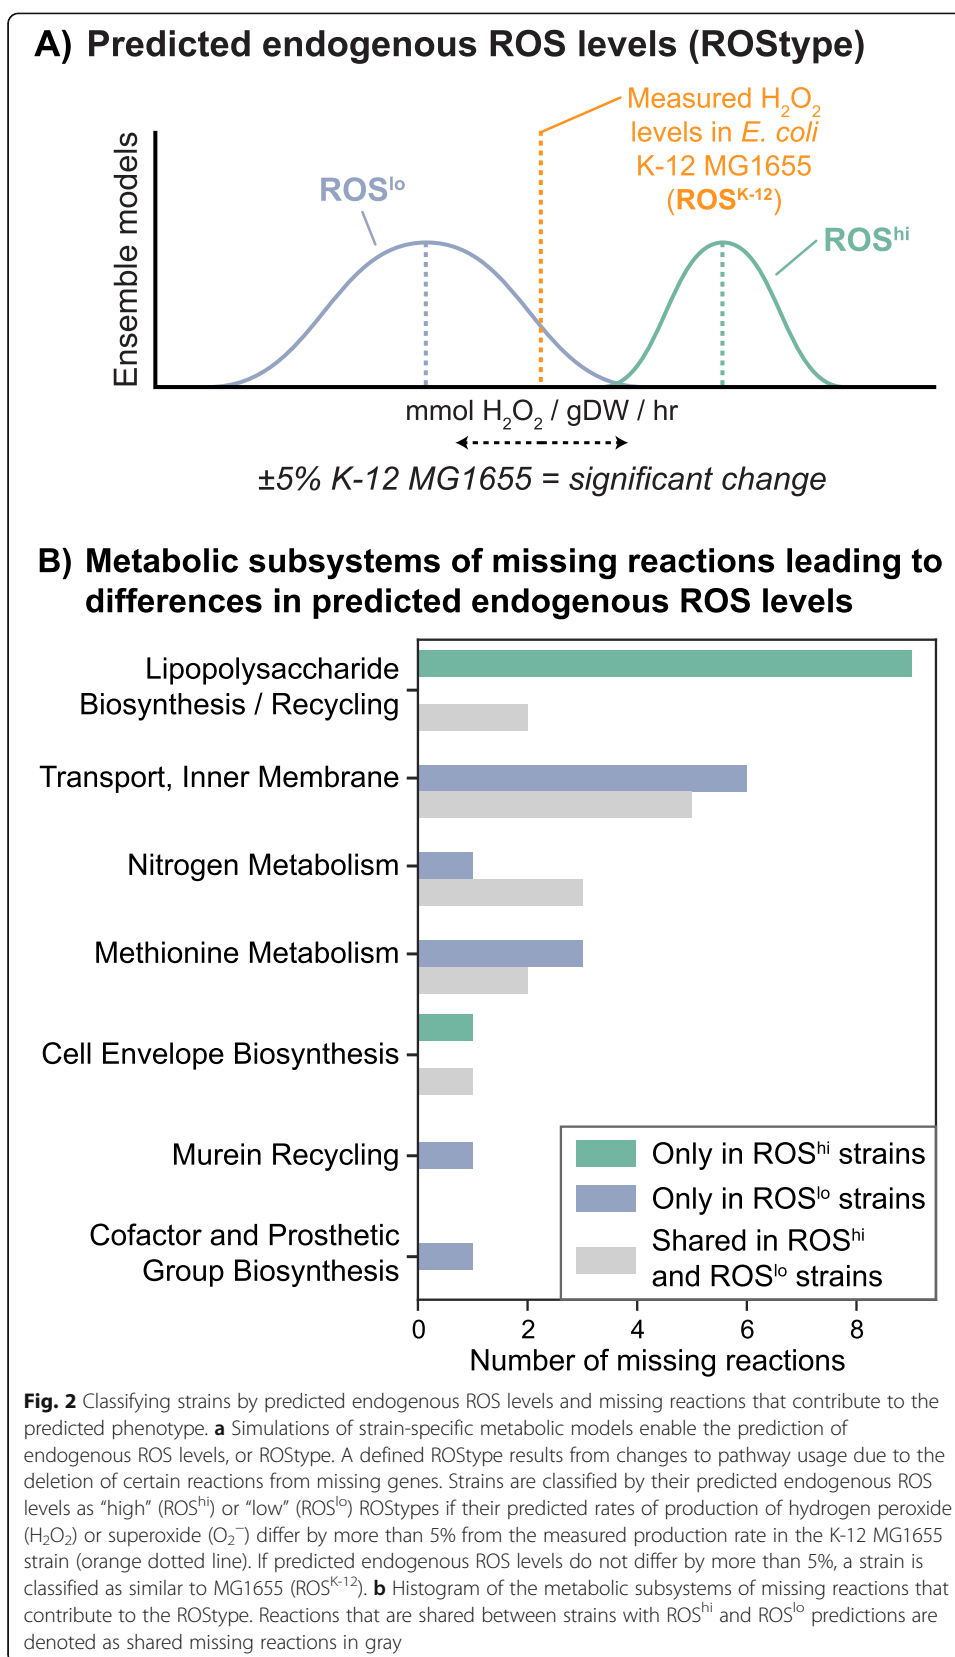 A) Predicted endogenous ROS levels (ROStype)
Measured H₂O₂
levels in E. coli
K-12 MG1655
(ROSᴷ⁻¹²)
ROSˡᵒ
ROSʰⁱ
Ensemble models
mmol H₂O₂ / gDW / hr
±5% K-12 MG1655 = significant change
B) Metabolic subsystems of missing reactions leading to
differences in predicted endogenous ROS levels
Lipopolysaccharide
Biosynthesis / Recycling
Transport, Inner Membrane
Nitrogen Metabolism
Methionine Metabolism
Cell Envelope Biosynthesis
Murein Recycling
Cofactor and Prosthetic
Group Biosynthesis
Only in ROSʰⁱ strains
Only in ROSˡᵒ strains
Shared in ROSʰⁱ
and ROSˡᵒ strains
0 2 4 6 8
Number of missing reactions
Fig. 2 Classifying strains by predicted endogenous ROS levels and missing reactions that contribute to the
predicted phenotype. a Simulations of strain-specific metabolic models enable the prediction of
endogenous ROS levels, or ROStype. A defined ROStype results from changes to pathway usage due to the
deletion of certain reactions from missing genes. Strains are classified by their predicted endogenous ROS
levels as “high” (ROSʰⁱ) or “low” (ROSˡᵒ) ROStypes if their predicted rates of production of hydrogen peroxide
(H₂O₂) or superoxide (O₂⁻) differ by more than 5% from the measured production rate in the K-12 MG1655
strain (orange dotted line). If predicted endogenous ROS levels do not differ by more than 5%, a strain is
classified as similar to MG1655 (ROSᴷ⁻¹²). b Histogram of the metabolic subsystems of missing reactions that
contribute to the ROStype. Reactions that are shared between strains with ROSʰⁱ and ROSˡᵒ predictions are
denoted as shared missing reactions in gray